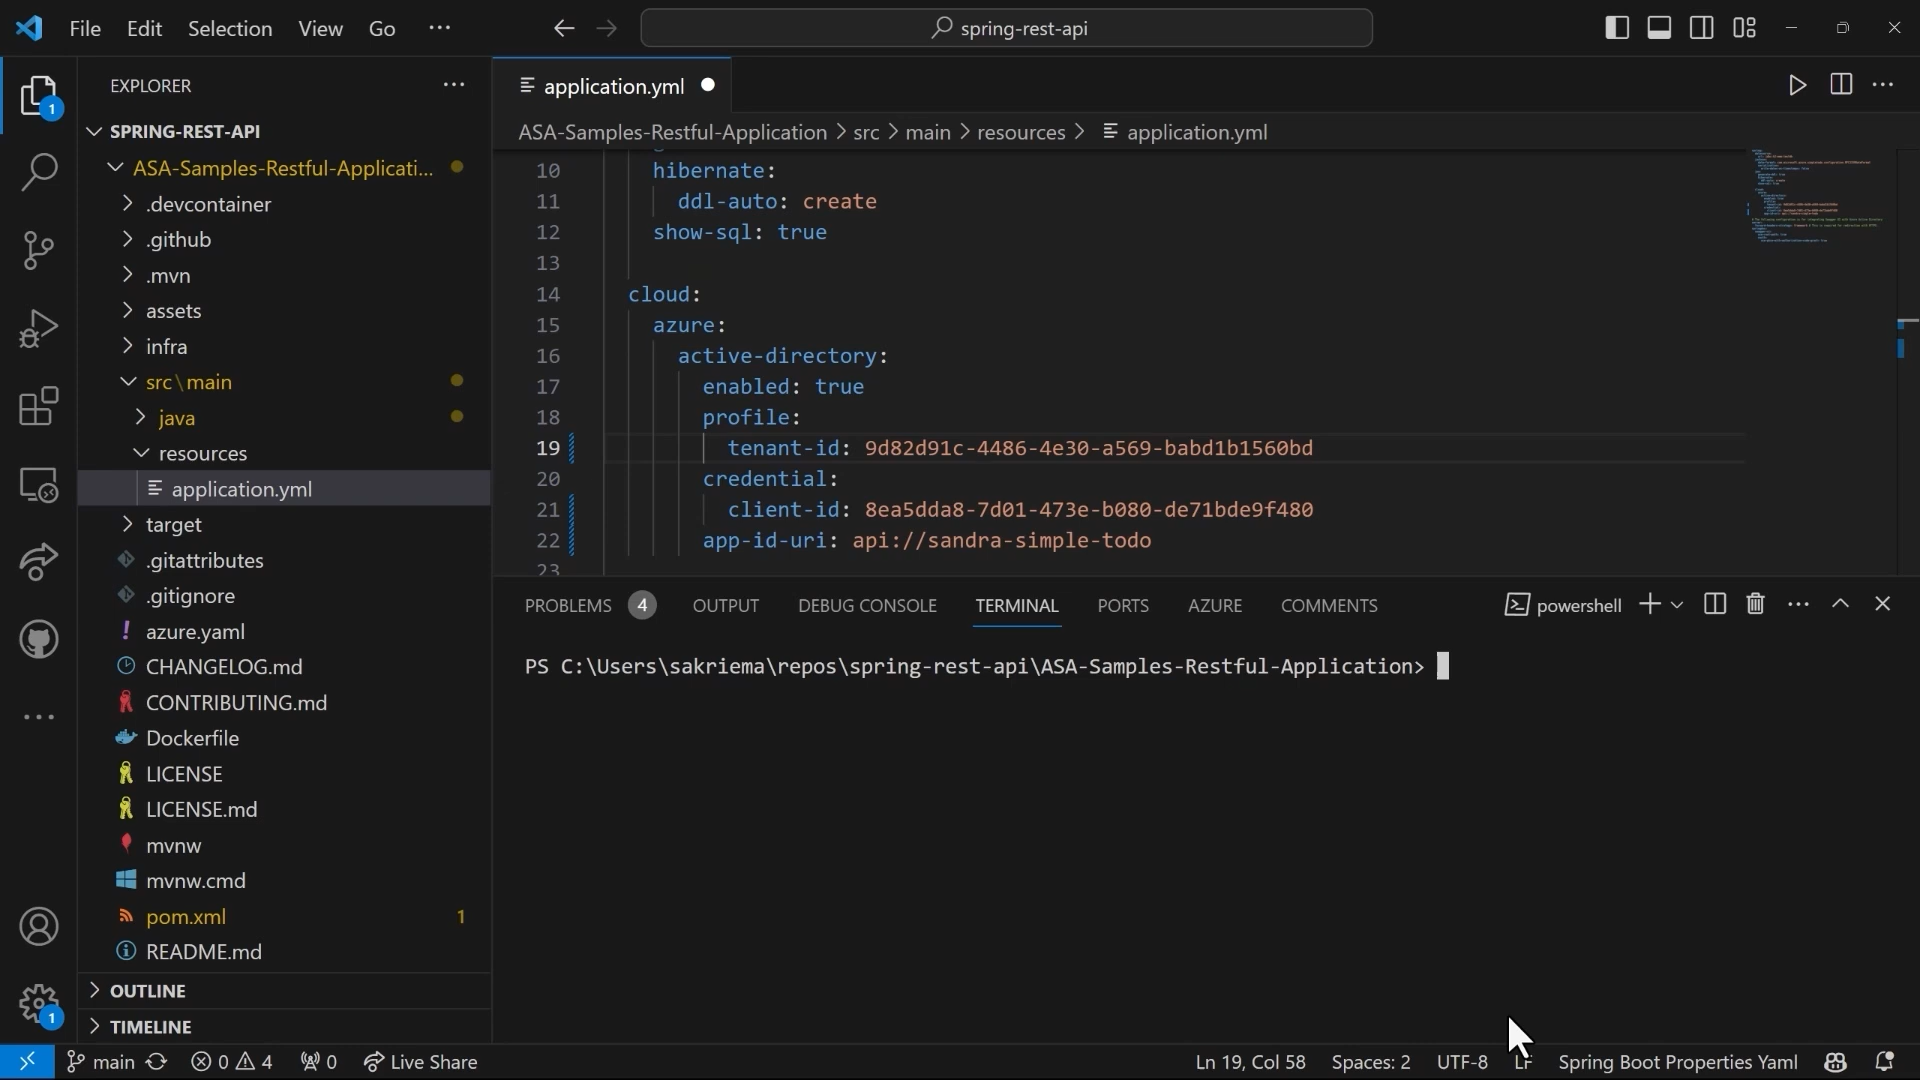 File Edit Selection View Go ···
spring-rest-api
EXPLORER
SPRING-REST-API
ASA-Samples-Restful-Applicati...
.devcontainer
.github
.mvn
assets
infra
src\main
java
resources
application.yml
target
.gitattributes
.gitignore
azure.yaml
CHANGELOG.md
CONTRIBUTING.md
Dockerfile
LICENSE
LICENSE.md
mvnw
mvnw.cmd
pom.xml 1
README.md
OUTLINE
TIMELINE
1
1
application.yml
ASA-Samples-Restful-Application > src > main > resources > application.yml
10 hibernate:
11 ddl-auto: create
12 show-sql: true
13
14 cloud:
15 azure:
16 active-directory:
17 enabled: true
18 profile:
19 tenant-id: 9d82d91c-4486-4e30-a569-babd1b1560bd
20 credential:
21 client-id: 8ea5dda8-7d01-473e-b080-de71bde9f480
22 app-id-uri: api://sandra-simple-todo
23
PROBLEMS 4 OUTPUT DEBUG CONSOLE TERMINAL PORTS AZURE COMMENTS powershell
PS C:\Users\sakriema\repos\spring-rest-api\ASA-Samples-Restful-Application>
main 0 4 0 Live Share Ln 19, Col 58 Spaces: 2 UTF-8 LF Spring Boot Properties Yaml